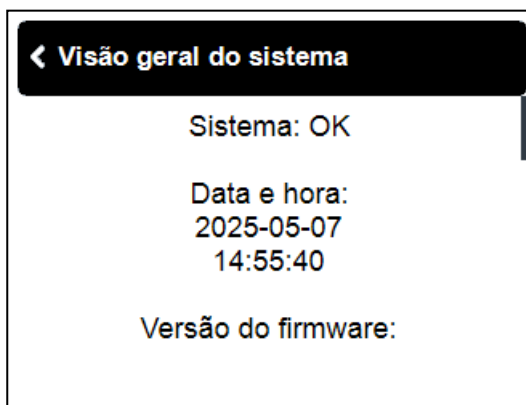 Visão geral do sistema
Sistema: OK
Data e hora:
2025-05-07
14:55:40
Versão do firmware: